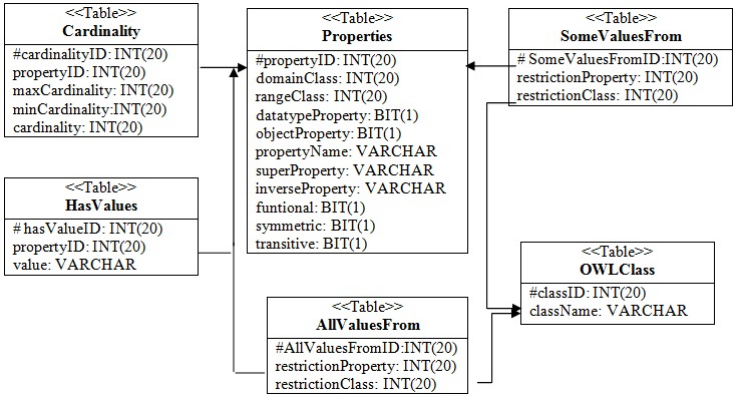 <<Table>>
Cardinality
#cardinalityID: INT(20)
propertyID: INT(20)
maxCardinality: INT(20)
minCardinality: INT(20)
cardinality: INT(20)
<<Table>>
Properties
#propertyID: INT(20)
domainClass: INT(20)
rangeClass: INT(20)
datatypeProperty: BIT(1)
objectProperty: BIT(1)
propertyName: VARCHAR
superProperty: VARCHAR
inverseProperty: VARCHAR
funtional: BIT(1)
symmetric: BIT(1)
transitive: BIT(1)
<<Table>>
SomeValuesFrom
# SomeValuesFromID:INT(20)
restrictionProperty: INT(20)
restrictionClass: INT(20)
<<Table>>
HasValues
# hasValueID: INT(20)
propertyID: INT(20)
value: VARCHAR
<<Table>>
OWLClass
#classID: INT(20)
className: VARCHAR
<<Table>>
AllValuesFrom
#AllValuesFromID:INT(20)
restrictionProperty: INT(20)
restrictionClass: INT(20)